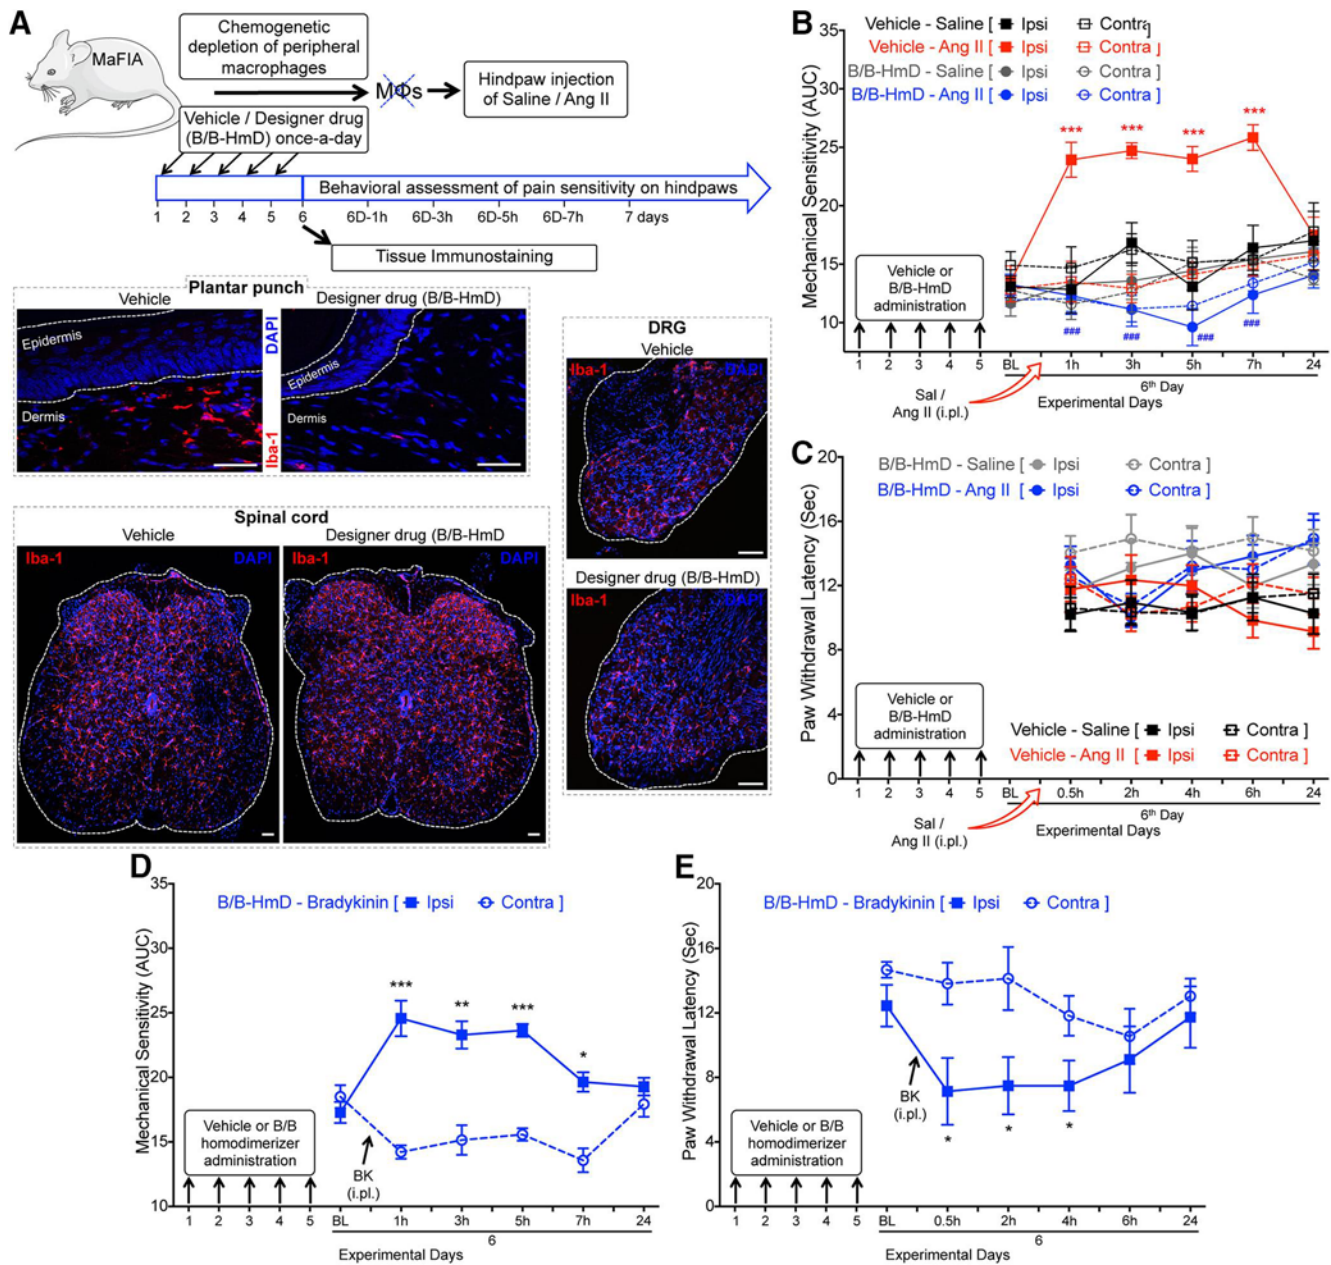 A
Chemogenetic
depletion of peripheral
macrophages
MaFIA
MΦs
Hindpaw injection
of Saline / Ang II
Vehicle / Designer drug
(B/B-HmD) once-a-day
Behavioral assessment of pain sensitivity on hindpaws
1 2 3 4 5 6 6D-1h 6D-3h 6D-5h 6D-7h 7 days
Tissue Immunostaining
Plantar punch
Vehicle
Designer drug (B/B-HmD)
Epidermis
Dermis
DAPI
Iba-1
Epidermis
Dermis
DRG
Vehicle
Iba-1 DAPI
Designer drug (B/B-HmD)
Iba-1 DAPI
Spinal cord
Vehicle
Designer drug (B/B-HmD
Iba-1 DAPI
Iba-1 DAPI
B
Vehicle - Saline [ Ipsi Contra ]
Vehicle - Ang II [ Ipsi Contra ]
B/B-HmD - Saline [ Ipsi Contra ]
B/B-HmD - Ang II [ Ipsi Contra ]
Mechanical Sensitivity (AUC)
35
30
25
20
15
10
*** *** *** ***
### ### ### ###
Vehicle or
B/B-HmD
administration
1 2 3 4 5 BL 1h 3h 5h 7h 24
6th Day
Sal /
Ang II (i.pl.)
Experimental Days
C
B/B-HmD - Saline [ Ipsi Contra ]
B/B-HmD - Ang II [ Ipsi Contra ]
Paw Withdrawal Latency (Sec)
20
16
12
8
4
0
Vehicle or
B/B-HmD
administration
Vehicle - Saline [ Ipsi Contra ]
Vehicle - Ang II [ Ipsi Contra ]
1 2 3 4 5 BL 0.5h 2h 4h 6h 24
6th Day
Sal /
Ang II (i.pl.)
Experimental Days
D
B/B-HmD - Bradykinin [ Ipsi Contra ]
Mechanical Sensitivity (AUC)
35
30
25
20
15
10
*** ** *** *
Vehicle or B/B
homodimerizer
administration
BK
(i.pl.)
1 2 3 4 5 BL 1h 3h 5h 7h 24
6
Experimental Days
E
B/B-HmD - Bradykinin [ Ipsi Contra ]
Paw Withdrawal Latency (Sec)
20
16
12
8
4
0
BK
(i.pl.)
* * *
Vehicle or B/B
homodimerizer
administration
1 2 3 4 5 BL 0.5h 2h 4h 6h 24
6
Experimental Days